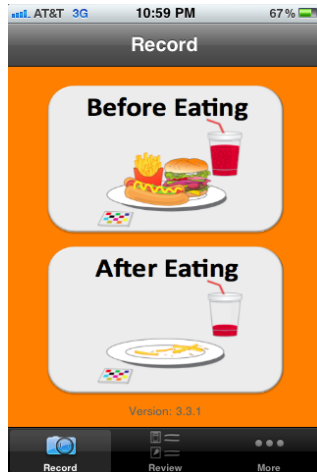 AT&T 3G 10:59 PM 67%
Record
Before Eating
After Eating
Version: 3.3.1
Record Review More